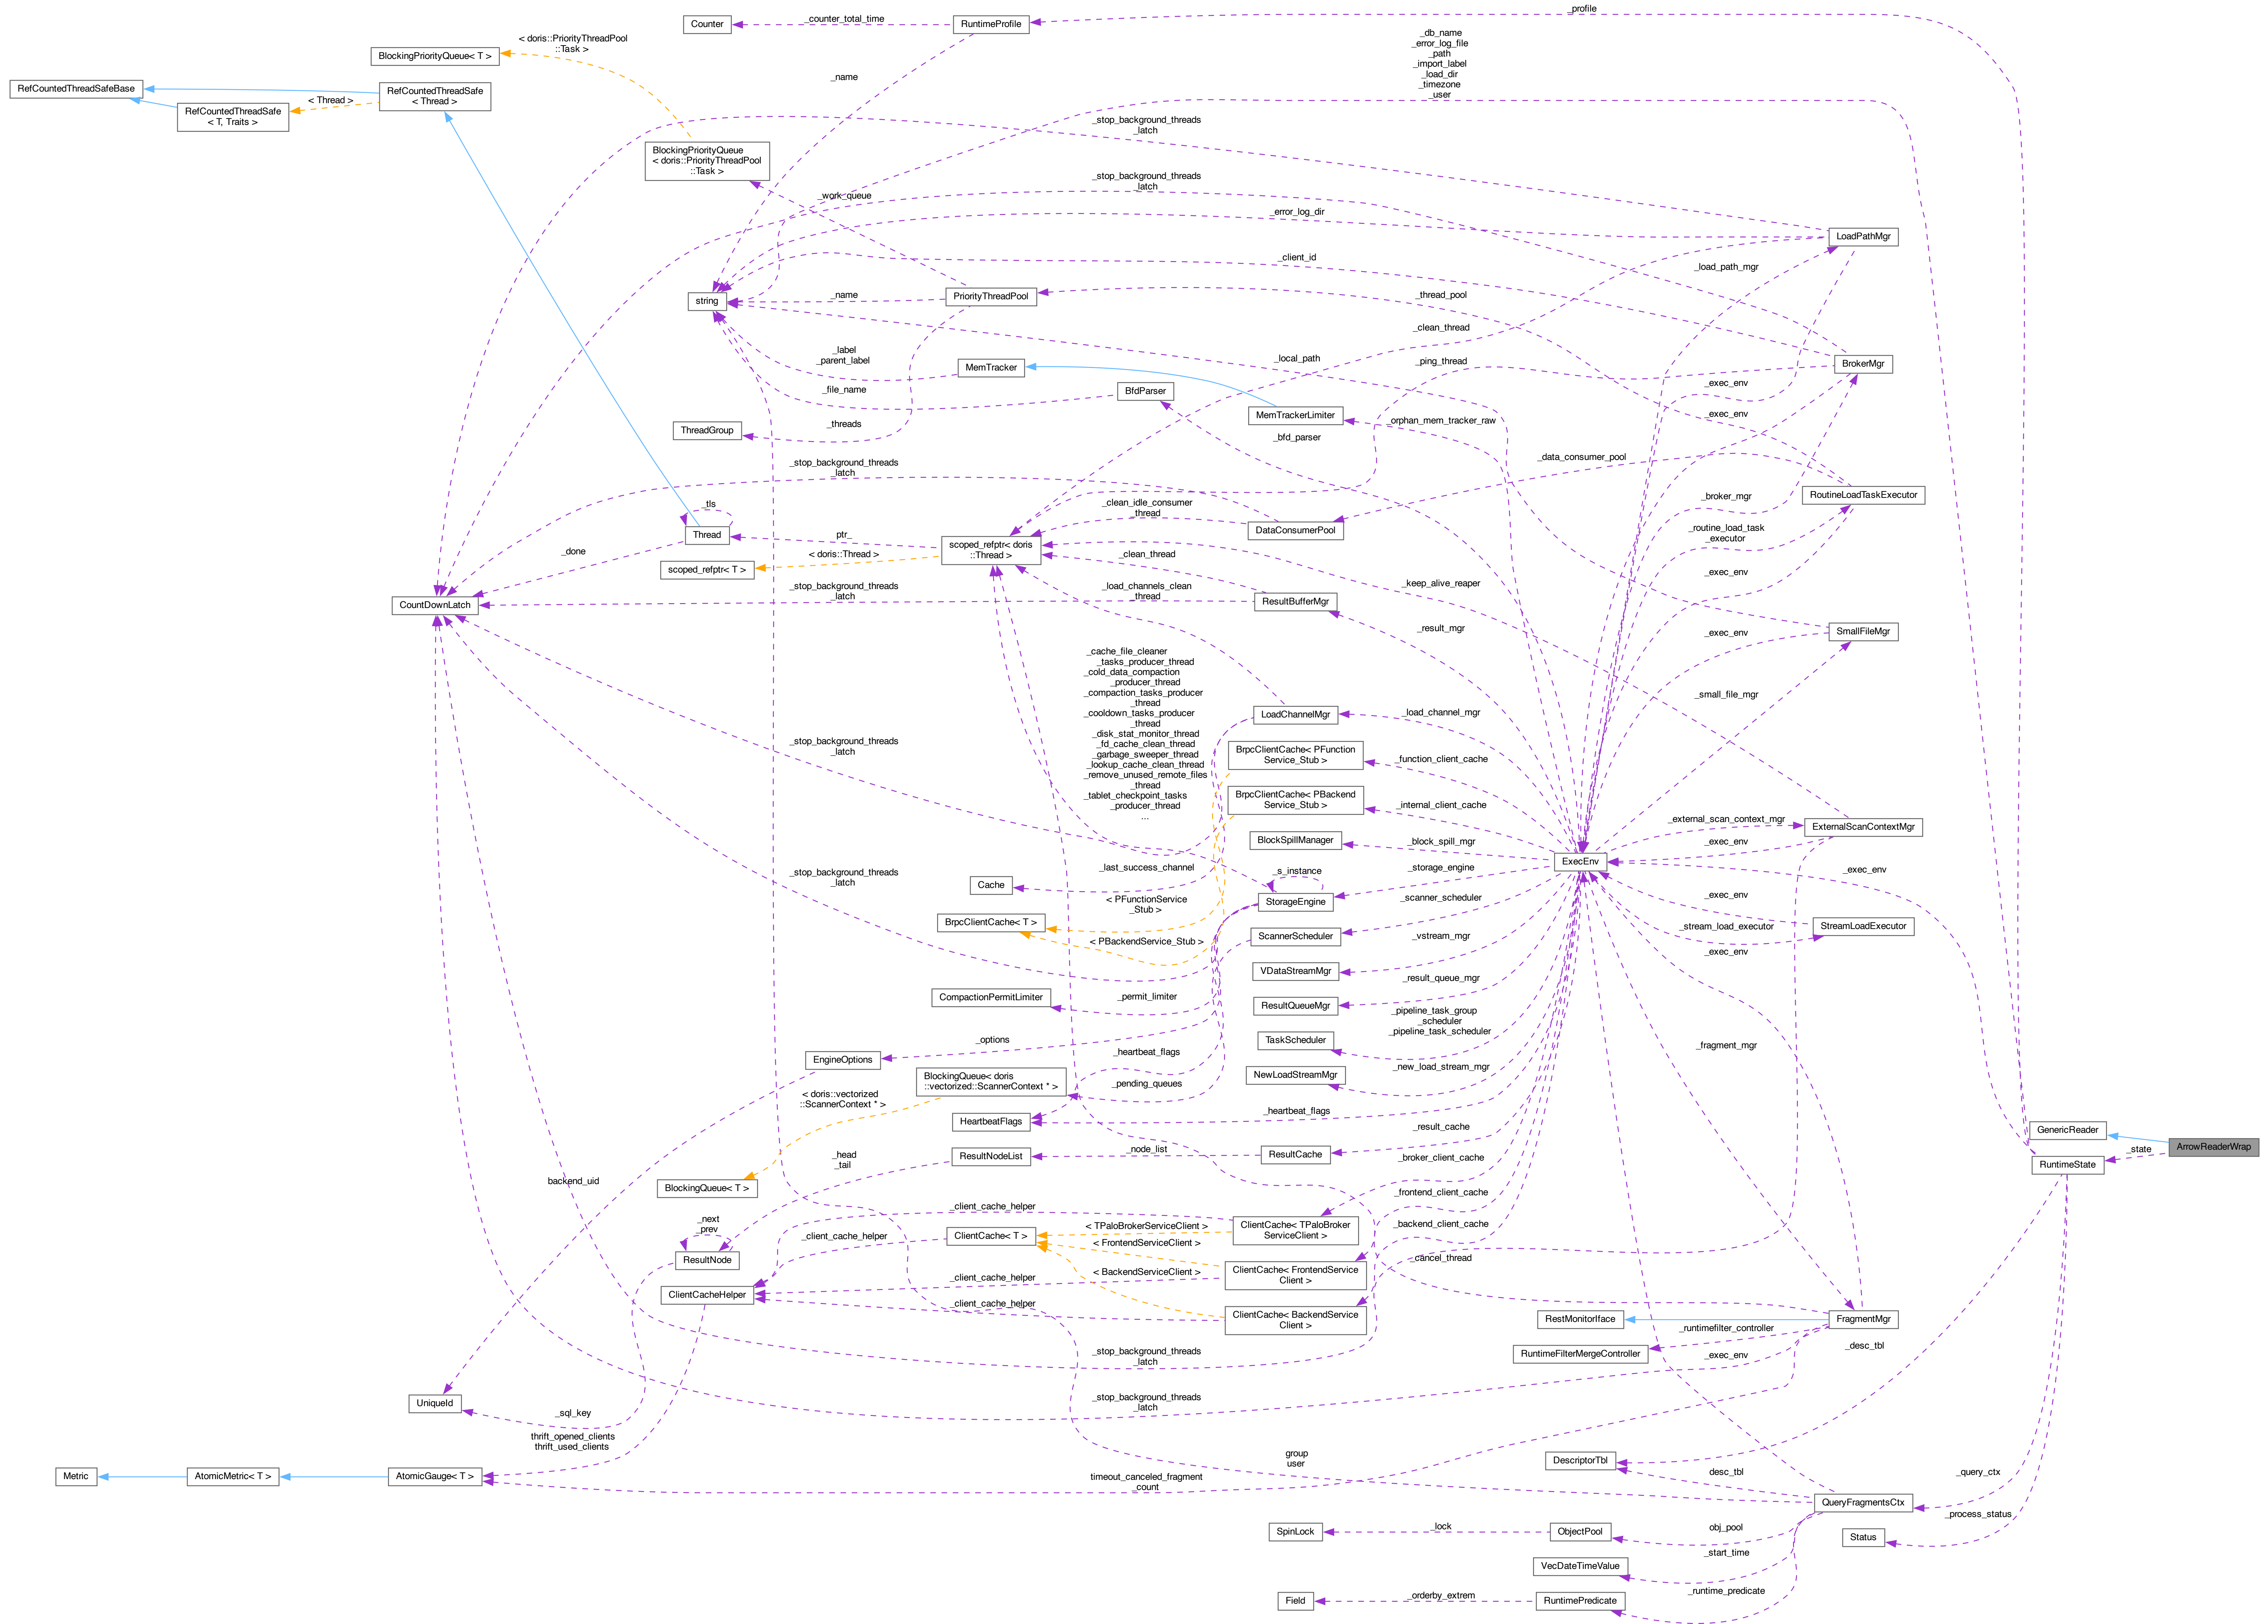 Counter
_counter_total_time
RuntimeProfile
_profile
< doris::PriorityThreadPool
::Task >
BlockingPriorityQueue< T >
_db_name
_error_log_file
_path
_import_label
_load_dir
_timezone
_user
_name
RefCountedThreadSafeBase
RefCountedThreadSafe
< Thread >
< Thread >
RefCountedThreadSafe
< T, Traits >
_stop_background_threads
_latch
BlockingPriorityQueue
< doris::PriorityThreadPool
::Task >
_work_queue
_stop_background_threads
_latch
_error_log_dir
LoadPathMgr
_client_id
_load_path_mgr
string
_name
PriorityThreadPool
_thread_pool
_clean_thread
_label
_parent_label
MemTracker
_local_path
_ping_thread
BrokerMgr
_file_name
BfdParser
_exec_env
MemTrackerLimiter
_orphan_mem_tracker_raw
_exec_env
ThreadGroup
_threads
_bfd_parser
_data_consumer_pool
_stop_background_threads
_latch
RoutineLoadTaskExecutor
_broker_mgr
_tls
_clean_idle_consumer
_thread
DataConsumerPool
_routine_load_task
_executor
Thread
ptr_
scoped_refptr< doris
::Thread >
_done
< doris::Thread >
_clean_thread
scoped_refptr< T >
_exec_env
_keep_alive_reaper
CountDownLatch
_stop_background_threads
_latch
_load_channels_clean
_thread
ResultBufferMgr
_result_mgr
_exec_env
SmallFileMgr
_cache_file_cleaner
_tasks_producer_thread
_cold_data_compaction
_producer_thread
_compaction_tasks_producer
_thread
_cooldown_tasks_producer
_thread
_disk_stat_monitor_thread
_fd_cache_clean_thread
_garbage_sweeper_thread
_lookup_cache_clean_thread
_remove_unused_remote_files
_thread
_tablet_checkpoint_tasks
_producer_thread
...
_small_file_mgr
LoadChannelMgr
_load_channel_mgr
_stop_background_threads
_latch
BrpcClientCache< PFunction
Service_Stub >
_function_client_cache
BrpcClientCache< PBackend
Service_Stub >
_internal_client_cache
_external_scan_context_mgr
ExternalScanContextMgr
BlockSpillManager
_block_spill_mgr
_exec_env
ExecEnv
_last_success_channel
_storage_engine
_exec_env
_stop_background_threads
_latch
Cache
_s_instance
StorageEngine
_exec_env
< PFunctionService
_Stub >
_scanner_scheduler
BrpcClientCache< T >
_stream_load_executor
StreamLoadExecutor
< PBackendService_Stub >
ScannerScheduler
_vstream_mgr
_exec_env
VDataStreamMgr
_result_queue_mgr
CompactionPermitLimiter
_permit_limiter
ResultQueueMgr
_pipeline_task_group
_scheduler
_pipeline_task_scheduler
_options
TaskScheduler
_fragment_mgr
EngineOptions
_heartbeat_flags
_new_load_stream_mgr
NewLoadStreamMgr
BlockingQueue< doris
::vectorized::ScannerContext * >
_pending_queues
< doris::vectorized
::ScannerContext * >
HeartbeatFlags
_heartbeat_flags
_result_cache
GenericReader
ArrowReaderWrap
_state
_head
_tail
ResultNodeList
_node_list
ResultCache
_broker_client_cache
RuntimeState
backend_uid
BlockingQueue< T >
_frontend_client_cache
_client_cache_helper
_next
_prev
< TPaloBrokerServiceClient >
ClientCache< TPaloBroker
ServiceClient >
_backend_client_cache
_client_cache_helper
ClientCache< T >
< FrontendServiceClient >
ResultNode
_cancel_thread
< BackendServiceClient >
ClientCache< FrontendService
Client >
_client_cache_helper
ClientCacheHelper
_client_cache_helper
ClientCache< BackendService
Client >
RestMonitorIface
FragmentMgr
_runtimefilter_controller
_desc_tbl
_stop_background_threads
_latch
RuntimeFilterMergeController
_exec_env
UniqueId
_sql_key
_stop_background_threads
_latch
thrift_opened_clients
thrift_used_clients
group
user
DescriptorTbl
Metric
AtomicMetric< T >
AtomicGauge< T >
timeout_canceled_fragment
_count
desc_tbl
_query_ctx
QueryFragmentsCtx
_process_status
SpinLock
_lock
ObjectPool
obj_pool
Status
_start_time
VecDateTimeValue
_runtime_predicate
Field
_orderby_extrem
RuntimePredicate